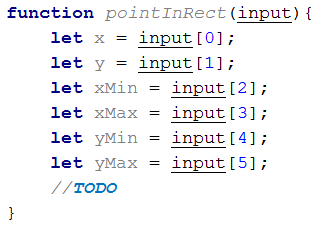 function pointInRect(input){
    let x = input[0];
    let y = input[1];
    let xMin = input[2];
    let xMax = input[3];
    let yMin = input[4];
    let yMax = input[5];
    //TODO
}